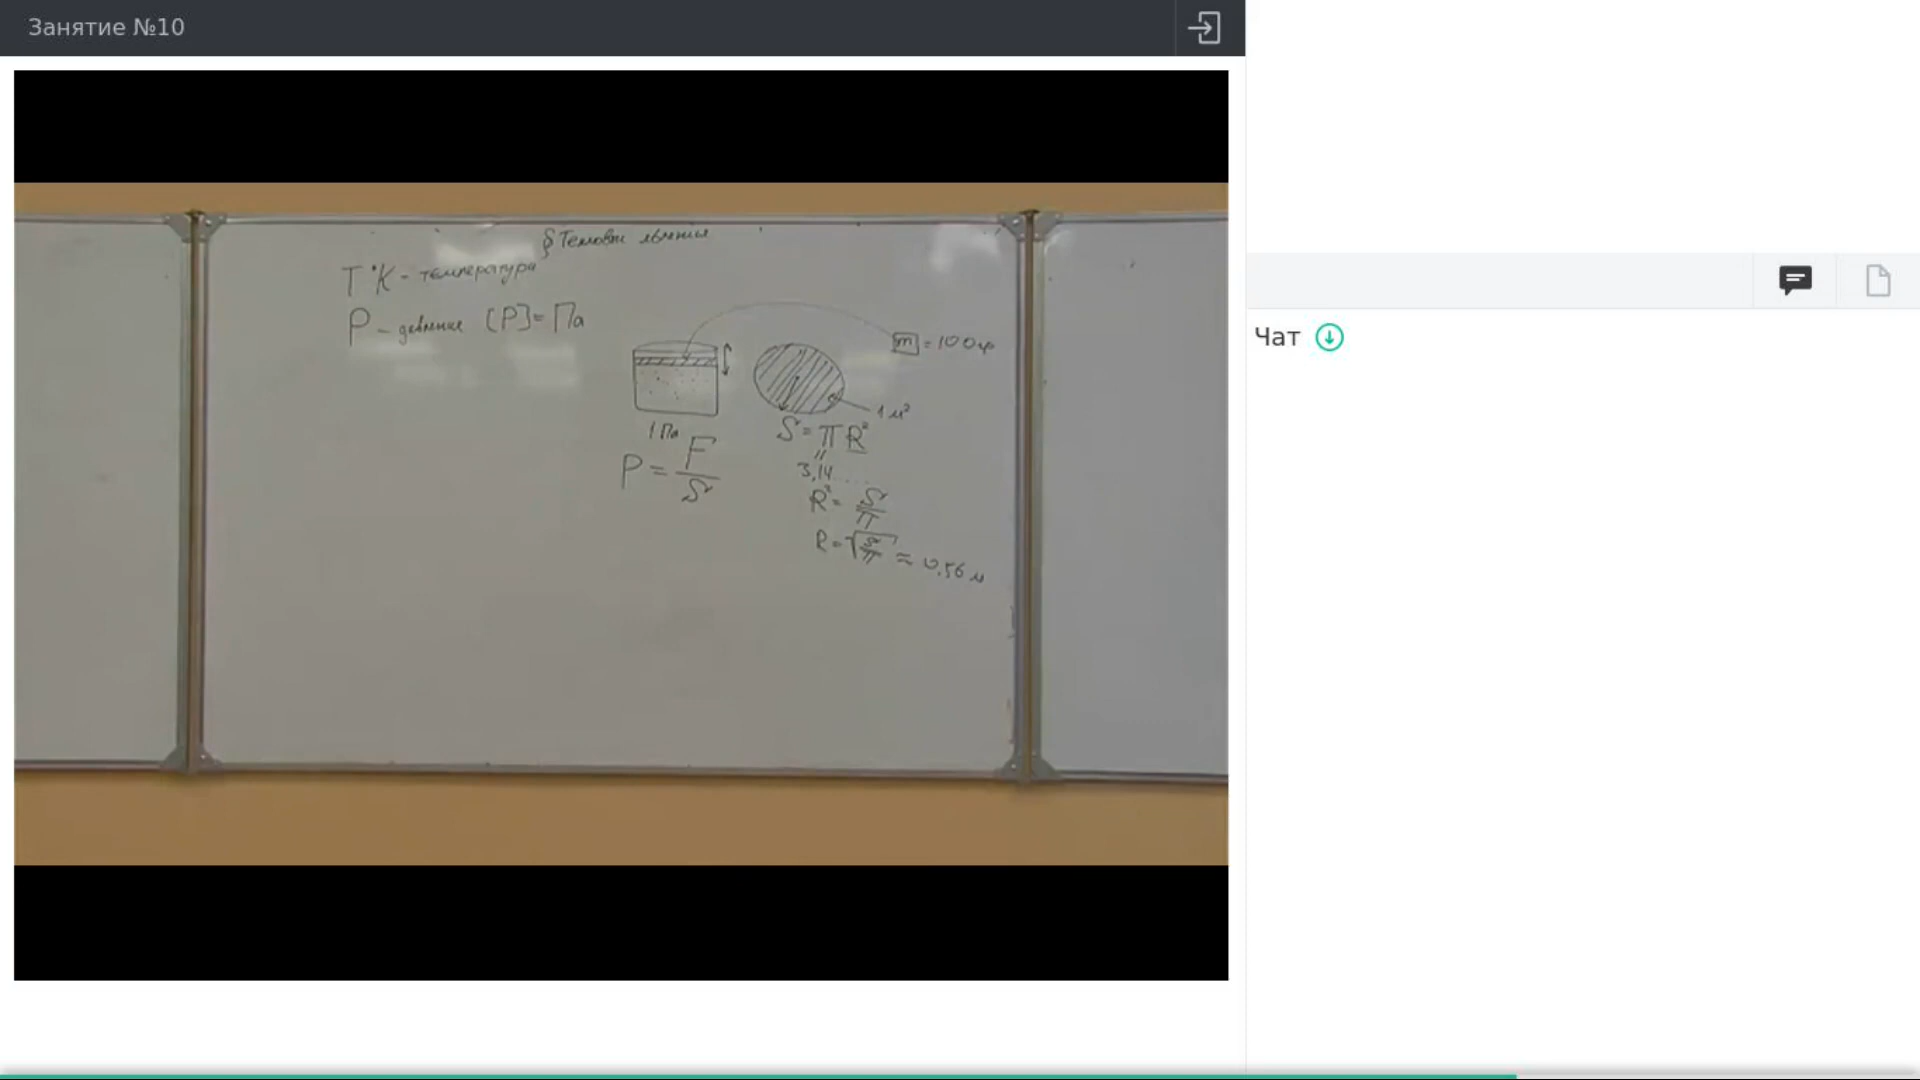 Занятие №10
§ Тепловые явления
T °K - температура
P - давление [P] = Па
m = 100 гр
1 м²
1 Па
P = F/S
S = πR²
3,14.....
R² = S/π
R = √S/π ≈ 0,56 м
Чат